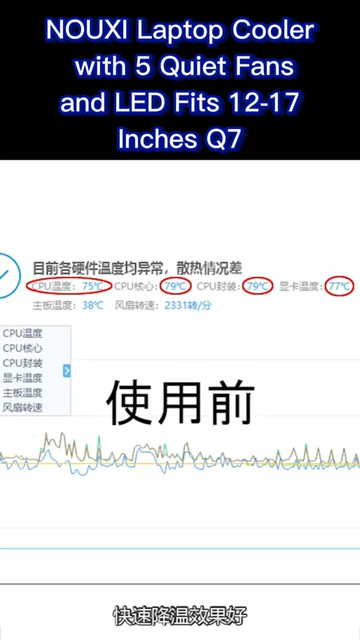 NOUXI Laptop Cooler
with 5 Quiet Fans
and LED Fits 12-17
Inches Q7
目前各硬件温度均异常，散热情况差
CPU温度：75℃ CPU核心：79℃ CPU封装：79℃ 显卡温度：77℃
主板温度：38℃ 风扇转速：2331转/分
CPU温度
CPU核心
CPU封装
显卡温度
主板温度
风扇转速
使用前
快速降温效果好